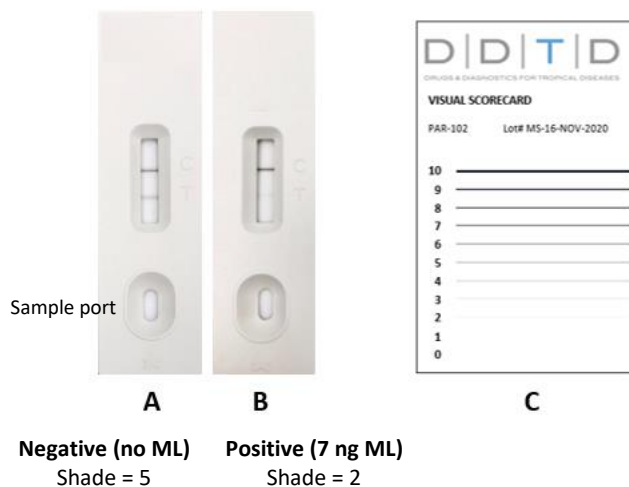 C
T
C
T
Sample port
A
B
Negative (no ML)
Positive (7 ng ML)
Shade = 5
Shade = 2
D|D|T|D
DRUGS & DIAGNOSTICS FOR TROPICAL DISEASES
VISUAL SCORECARD
PAR-102 Lot# MS-16-NOV-2020
10
9
8
7
6
5
4
3
2
1
0
C